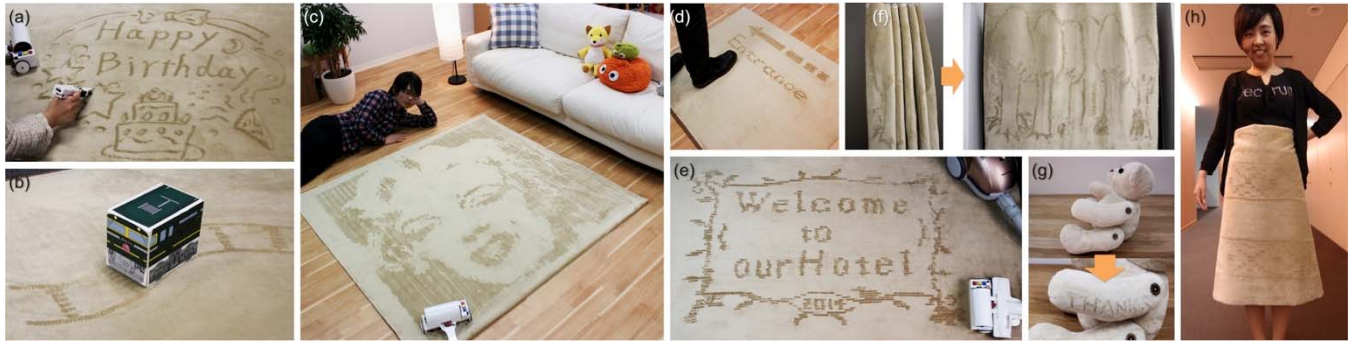 (a)
Happy
Birthday
(b)
(c)
(d)
Entrance
(e)
Welcome
to
ourHotel
2014
(f)
(g)
THANKS
(h)